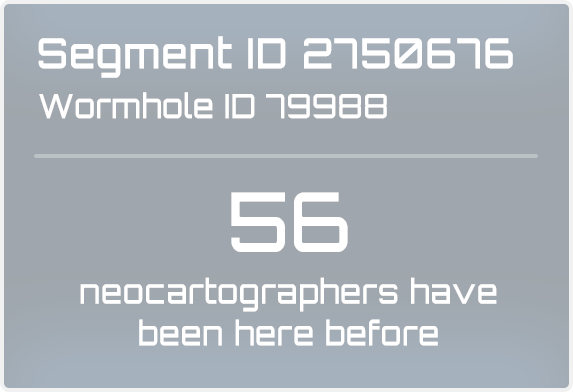 Segment ID 2750676
Wormhole ID 79988
56
neocartographers have
been here before